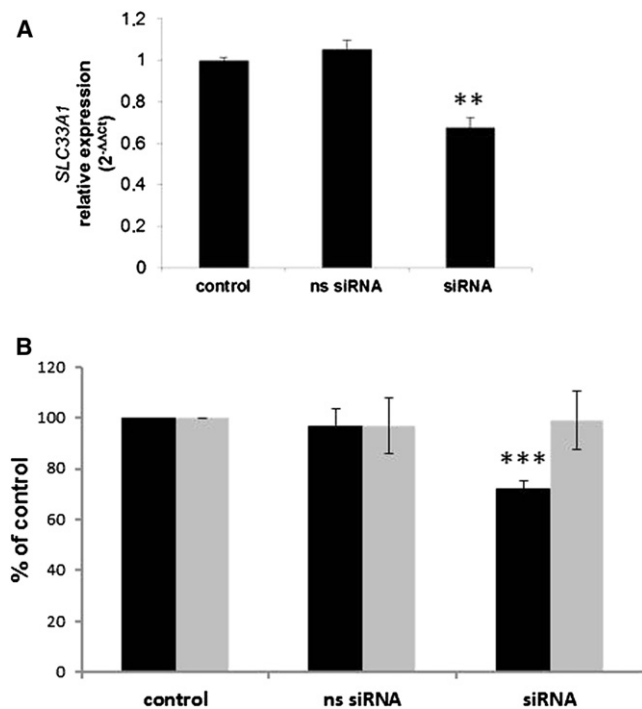 A
SLC33A1
relative expression
(2-ΔΔCt)
1.2
1
0.8
0.6
0.4
0.2
0
**
control
ns siRNA
siRNA
B
% of control
120
100
80
60
40
20
0
***
control
ns siRNA
siRNA